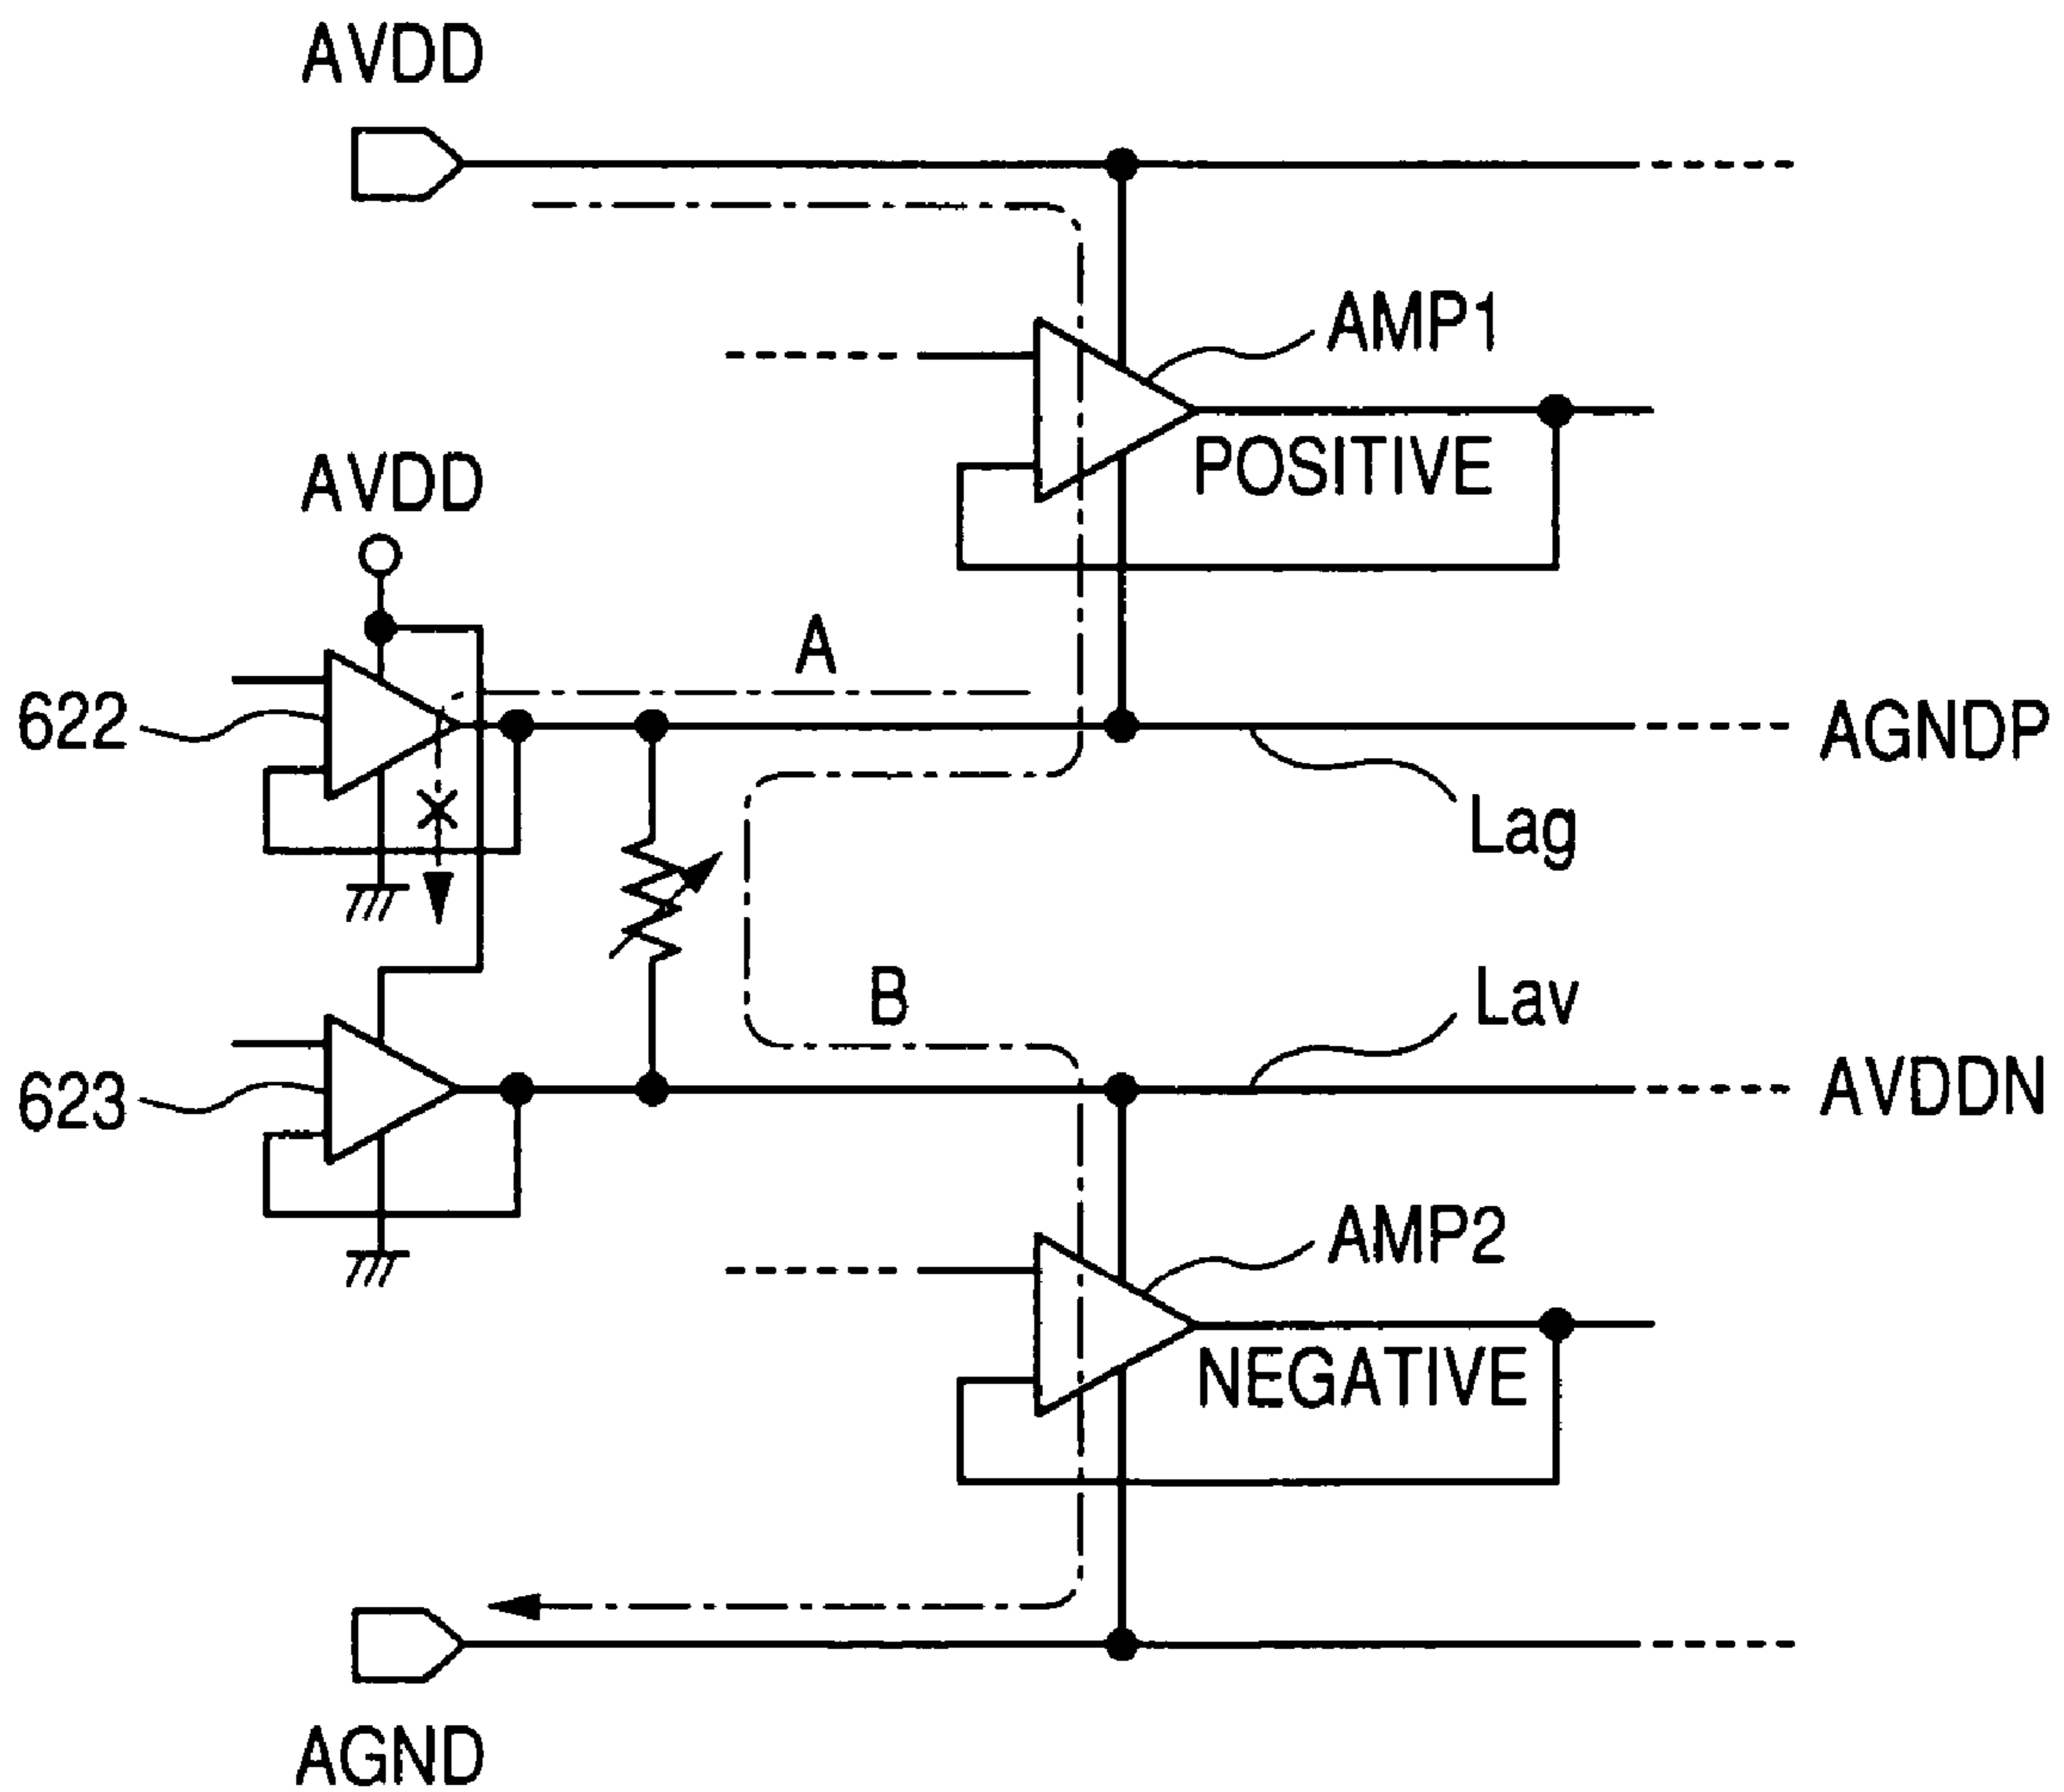 AVDD
AMP1
POSITIVE
AVDD
A
622
AGNDP
Lag
B
Lav
623
AVDDN
AMP2
NEGATIVE
AGND